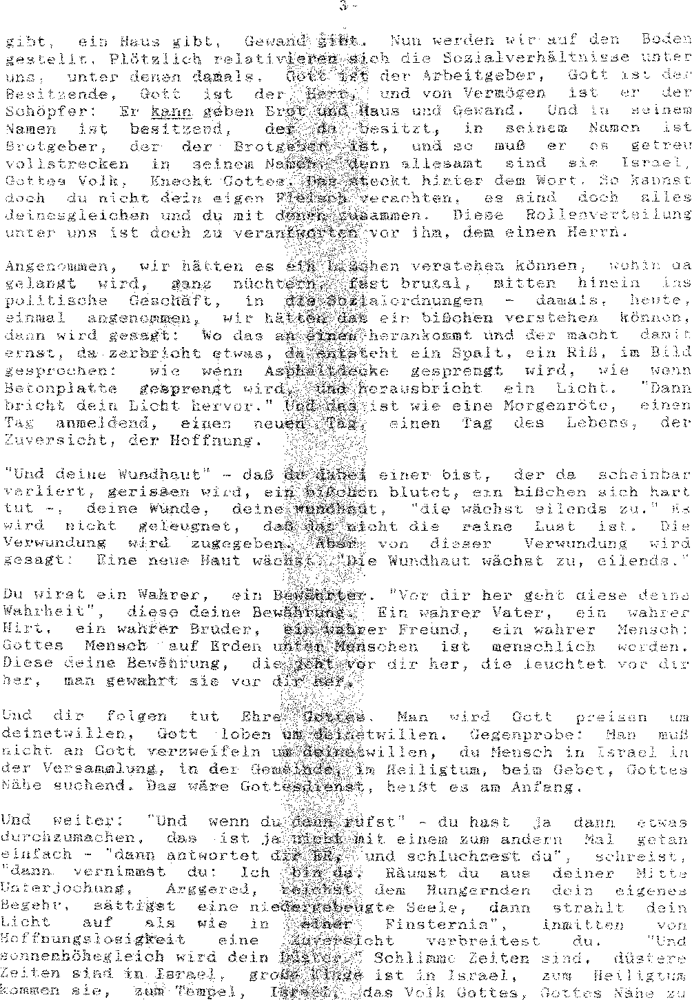 3 -
gibt, ein Haus gibt, Gewand gibt. Nun werden wir auf den Boden
gestellt. Plötzlich relativieren sich die Sozialverhältnisse unter
uns, unter denen damals. Gott ist der Arbeitgeber, Gott ist der
Besitzende, Gott ist der Herr, und von Vermögen ist er der
Schöpfer: Er kann geben Brot und Haus und Gewand. Und in seinem
Namen ist besitzend, der da besitzt, in seinem Namen ist
Brotgeber, der der Brotgeber ist, und so muß er es getreu
vollstrecken in seinem Namen, denn allesamt sind sie Israel,
Gottes Volk, Knecht Gottes. Das steckt hinter dem Wort. So kannst
doch du nicht dein eigen Fleisch verachten, es sind doch alles
deinesgleichen und du mit denen zusammen. Diese Rollenverteilung
unter uns ist doch zu verantworten vor ihm, dem einen Herrn.
Angenommen, wir hätten es ein bißchen verstehen können, wohin da
gelangt wird, ganz nüchtern, fast brutal, mitten hinein ins
politische Geschäft, in die Sozialordnungen - damals, heute,
einmal angenommen, wir hätten das ein bißchen verstehen können,
dann wird gesagt: Wo das an einen herankommt und der macht damit
ernst, da zerbricht etwas, da entsteht ein Spalt, ein Riß, im Bild
gesprochen: wie wenn Asphaltdecke gesprengt wird, wie wenn
Betonplatte gesprengt wird, und herausbricht ein Licht. "Dann
bricht dein Licht hervor." Und das ist wie eine Morgenröte, einen
Tag anmeldend, einen neuen Tag, einen Tag des Lebens, der
Zuversicht, der Hoffnung.
"Und deine Wundhaut" - daß du dabei einer bist, der da scheinbar
verliert, gerissen wird, ein bißchen blutet, ein bißchen sich hart
tut -, deine Wunde, deine Wundhaut, "die wächst eilends zu." Es
wird nicht geleugnet, daß das nicht die reine Lust ist. Die
Verwundung wird zugegeben. Aber von dieser Verwundung wird
gesagt: Eine neue Haut wächst. "Die Wundhaut wächst zu, eilends."
Du wirst ein Wahrer, ein Bewährter. "Vor dir her geht diese deine
Wahrheit", diese deine Bewährung. Ein wahrer Vater, ein wahrer
Hirt, ein wahrer Bruder, ein wahrer Freund, ein wahrer Mensch:
Gottes Mensch auf Erden unter Menschen ist menschlich worden.
Diese deine Bewährung, die geht vor dir her, die leuchtet vor dir
her, man gewahrt sie vor dir her.
Und dir folgen tut Ehre Gottes. Man wird Gott preisen um
deinetwillen, Gott loben um deinetwillen. Gegenprobe: Man muß
nicht an Gott verzweifeln um deinetwillen, du Mensch in Israel in
der Versammlung, in der Gemeinde, im Heiligtum, beim Gebet, Gottes
Nähe suchend. Das wäre Gottesdienst, heißt es am Anfang.
Und weiter: "Und wenn du dann rufst" - du hast ja dann etwas
durchzumachen, das ist ja nicht mit einem zum andern Mal getan
einfach - "dann antwortet dir ER, und schluchzest du", schreist,
"dann vernimmst du: Ich bin da. Räumst du aus deiner Mitte
Unterjochung, Arggered, reichst dem Hungernden dein eigenes
Begehr, sättigst eine niedergebeugte Seele, dann strahlt dein
Licht auf als wie in einer Finsternis", inmitten von
Hoffnungslosigkeit eine Zuversicht verbreitest du. "Und
sonnenhöhegleich wird dein Düster." Schlimme Zeiten sind, düstere
Zeiten sind in Israel, große Klage ist in Israel, zum Heiligtum
kommen sie, zum Tempel, Israel, das Volk Gottes, Gottes Nähe zu